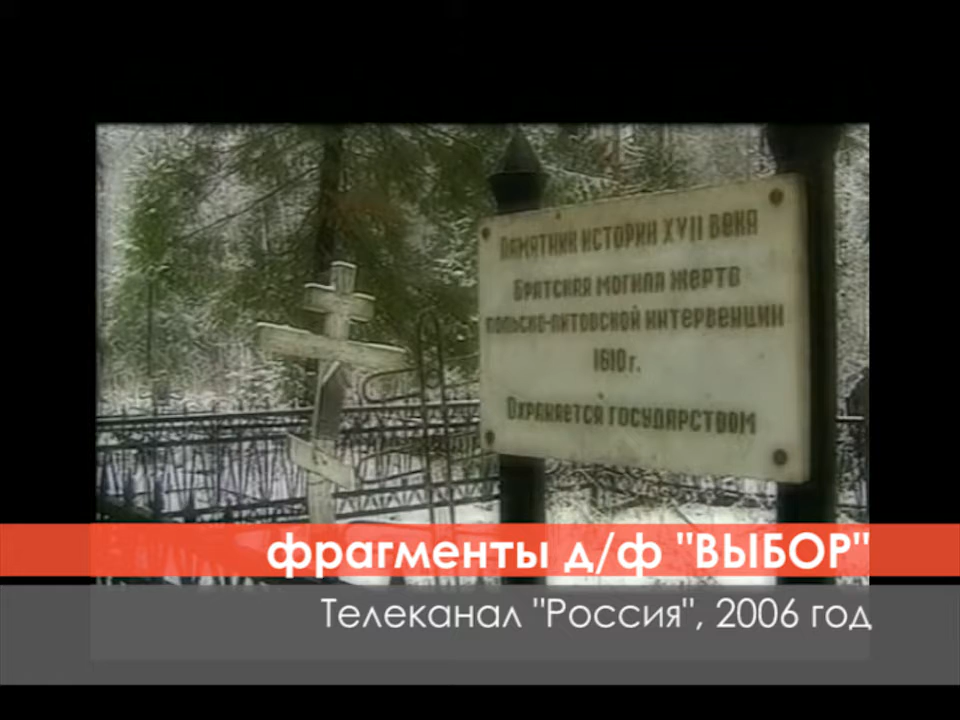 Памятник истории XVII века
Братская могила жертв
польско-литовской интервенции
1610 г.
Охраняется государством
фрагменты д/ф "ВЫБОР"
Телеканал "Россия", 2006 год